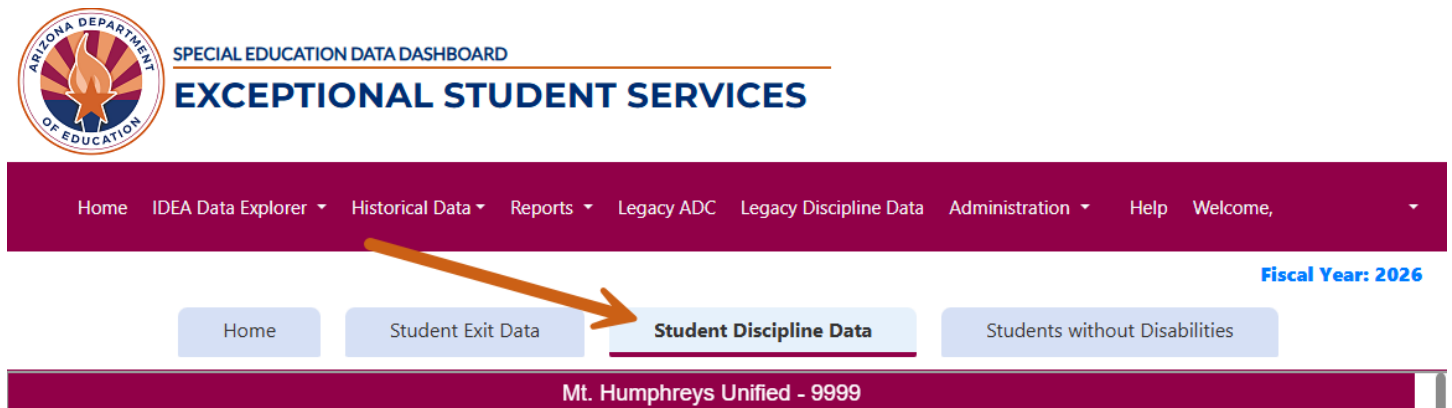 ARIZONA DEPARTMENT
OF EDUCATION
SPECIAL EDUCATION DATA DASHBOARD
EXCEPTIONAL STUDENT SERVICES
Home IDEA Data Explorer Historical Data Reports Legacy ADC Legacy Discipline Data Administration Help Welcome,
Fiscal Year: 2026
Home Student Exit Data Student Discipline Data Students without Disabilities
Mt. Humphreys Unified - 9999